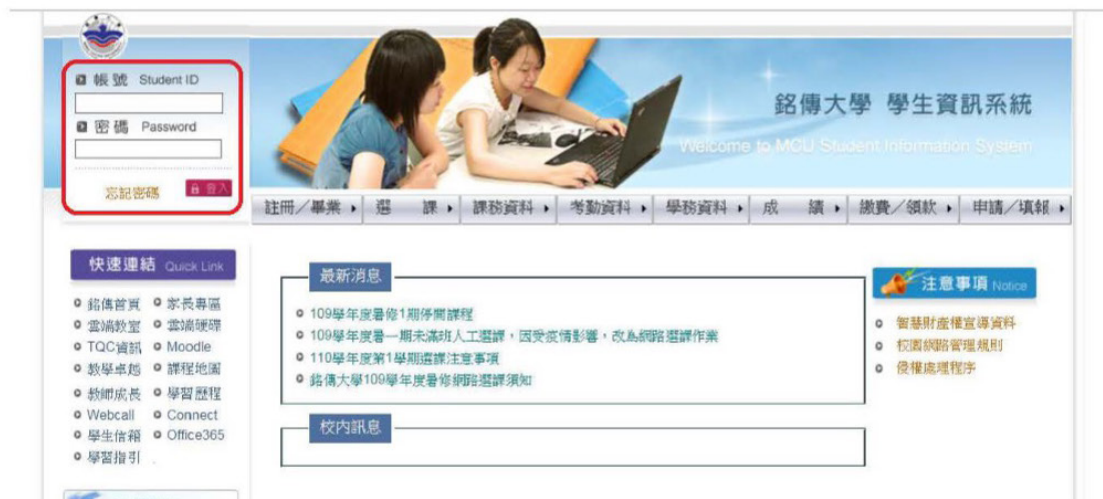 帳號 Student ID
密碼 Password
忘記密碼 登入
銘傳大學 學生資訊系統
Welcome to MCU Student Information System
註冊／畢業 選 課 課務資料 考勤資料 學務資料 成 績 繳費／領款 申請／填報
快速連結 Quick Link
銘傳首頁 家長專區
雲端教室 雲端硬碟
TQC資訊 Moodle
教學卓越 課程地圖
教師成長 學習歷程
Webcall Connect
學生信箱 Office365
學習指引
最新消息
109學年度暑修1期停開課程
109學年度暑一期未滿班人工選課，因受疫情影響，改為網路選課作業
110學年度第1學期選課注意事項
銘傳大學109學年度暑修網路選課須知
校內訊息
注意事項 Notice
智慧財產權宣導資料
校園網路管理規則
侵權處理程序